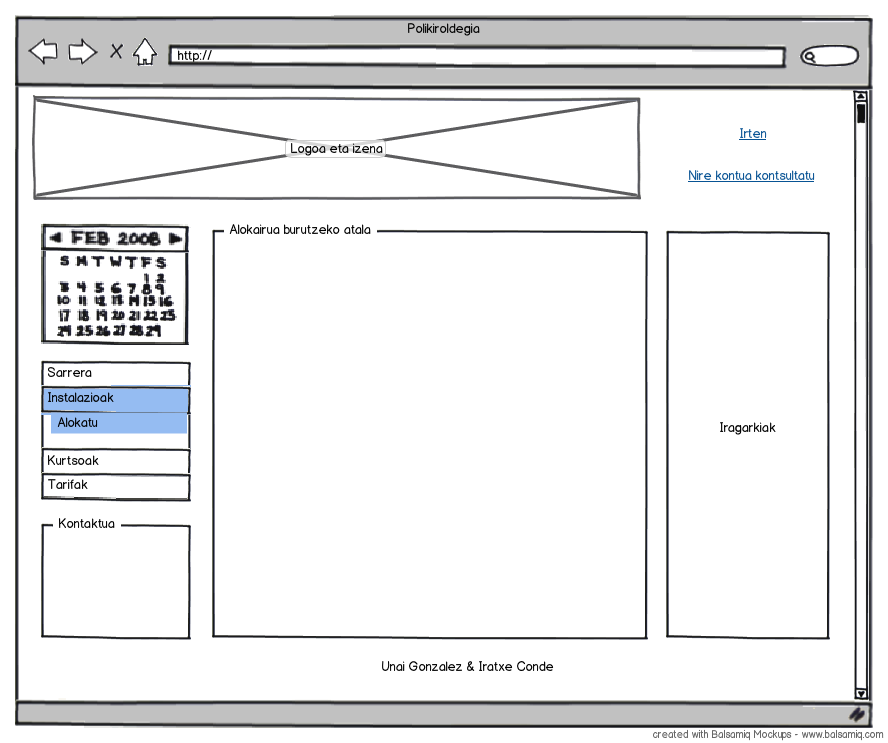 Polikiroldegia
http://
Logoa eta izena
Irten
Nire kontua kontsultatu
FEB 2008
S M T W T F S
1 2
3 4 5 6 7 8 9
10 11 12 13 14 15 16
17 18 19 20 21 22 23
24 25 26 27 28 29
Sarrera
Instalazioak
Alokatu
Kurtsoak
Tarifak
Kontaktua
Alokairua burutzeko atala
Iragarkiak
Unai Gonzalez & Iratxe Conde
created with Balsamiq Mockups - www.balsamiq.com